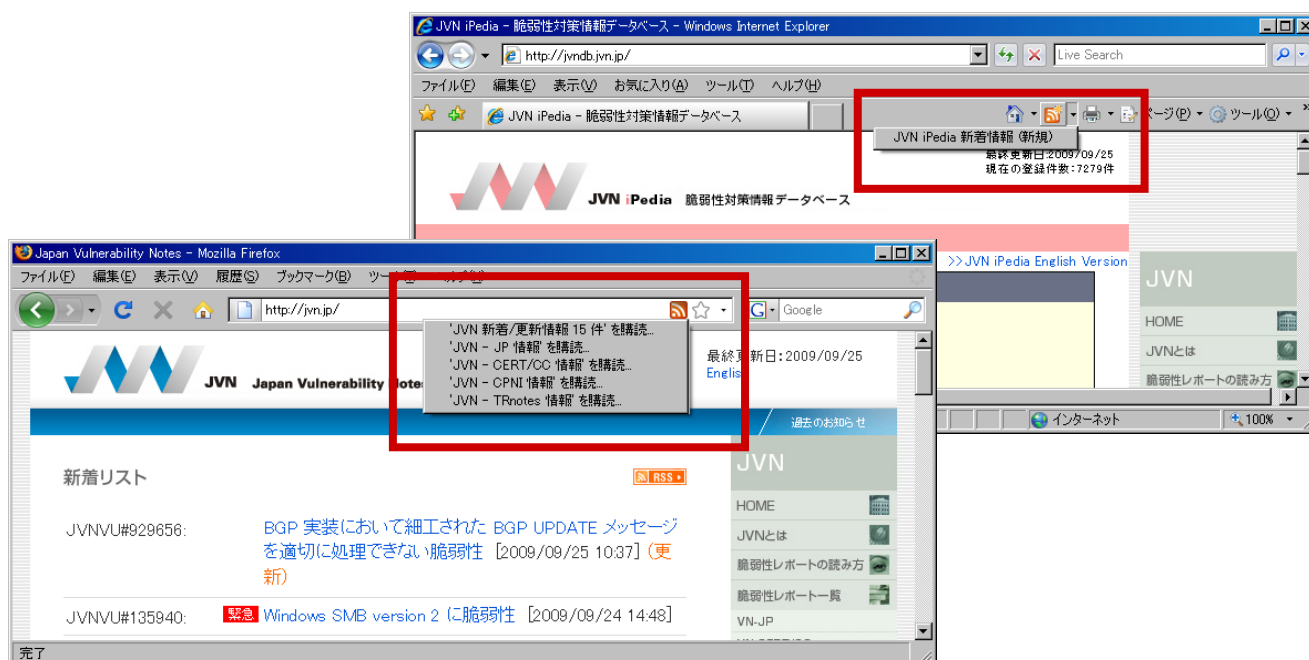 JVN iPedia - 脆弱性対策情報データベース - Windows Internet Explorer
http://jvndb.jvn.jp/
Live Search
ファイル(F) 編集(E) 表示(V) お気に入り(A) ツール(T) ヘルプ(H)
JVN iPedia - 脆弱性対策情報データベース
ページ(P) ツール(O)
JVN iPedia 新着情報 (新規)
最終更新日:2009/09/25
現在の登録件数:7279件
JVN iPedia 脆弱性対策情報データベース
>>JVN iPedia English Version
JVN
HOME
JVNとは
脆弱性レポートの読み方
インターネット
100%
Japan Vulnerability Notes - Mozilla Firefox
ファイル(F) 編集(E) 表示(V) 履歴(S) ブックマーク(B)
http://jvn.jp/
Google
'JVN 新着/更新情報 15 件' を購読...
'JVN - JP 情報' を購読...
'JVN - CERT/CC 情報' を購読...
'JVN - CPNI 情報' を購読...
'JVN - TRnotes 情報' を購読...
JVN Japan Vulnerability Notes
最終更新日:2009/09/25
English
過去のお知らせ
新着リスト
RSS
JVNVU#929656:
BGP 実装において細工された BGP UPDATE メッセージ
を適切に処理できない脆弱性 [2009/09/25 10:37] (更
新)
JVNVU#135940:
緊急 Windows SMB version 2 に脆弱性 [2009/09/24 14:48]
JVN
HOME
JVNとは
脆弱性レポートの読み方
脆弱性レポート一覧
VN-JP
完了